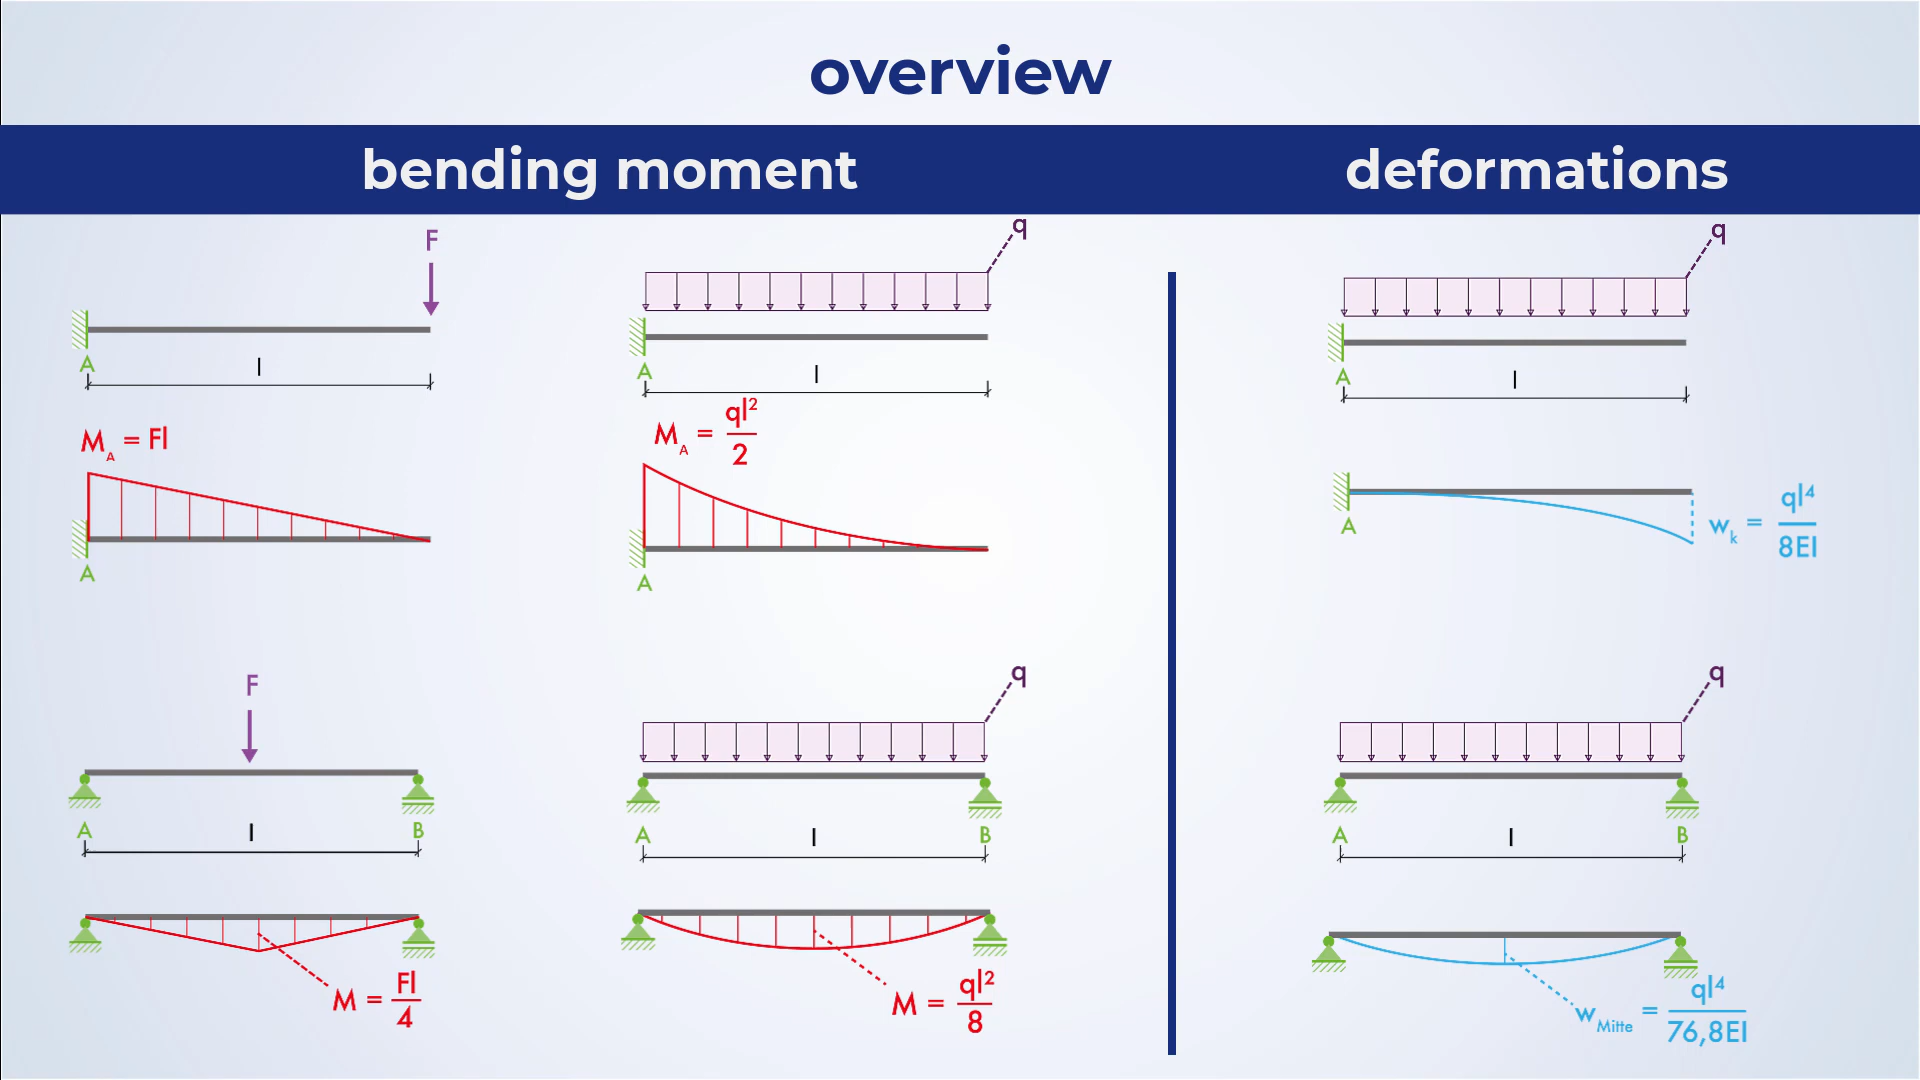 overview
bending moment
deformations
F
A
l
M_A = Fl
A
q
A
l
M_A = ql²/2
A
q
A
l
A
w_k = ql⁴/8EI
F
A
l
B
M = Fl/4
q
A
l
B
M = ql²/8
q
A
l
B
w_Mitte = ql⁴/76,8EI